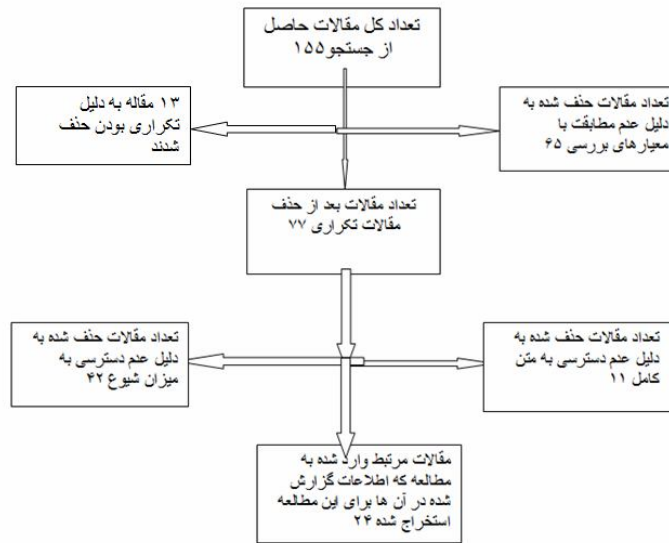 تعداد کل مقالات حاصل
از جستجو۱۵۵
۱۳ مقاله به دلیل
تکراری بودن حذف
شدند
تعداد مقالات حذف شده به
دلیل عدم مطابقت با
معیارهای بررسی ۶۵
تعداد مقالات بعد از حذف
مقالات تکراری ۷۷
تعداد مقالات حذف شده به
دلیل عدم دسترسی به
میزان شیوع ۴۲
تعداد مقالات حذف شده به
دلیل عدم دسترسی به متن
کامل ۱۱
مقالات مرتبط وارد شده به
مطالعه که اطلاعات گزارش
شده در آن ها برای این مطالعه
استخراج شده ۲۴